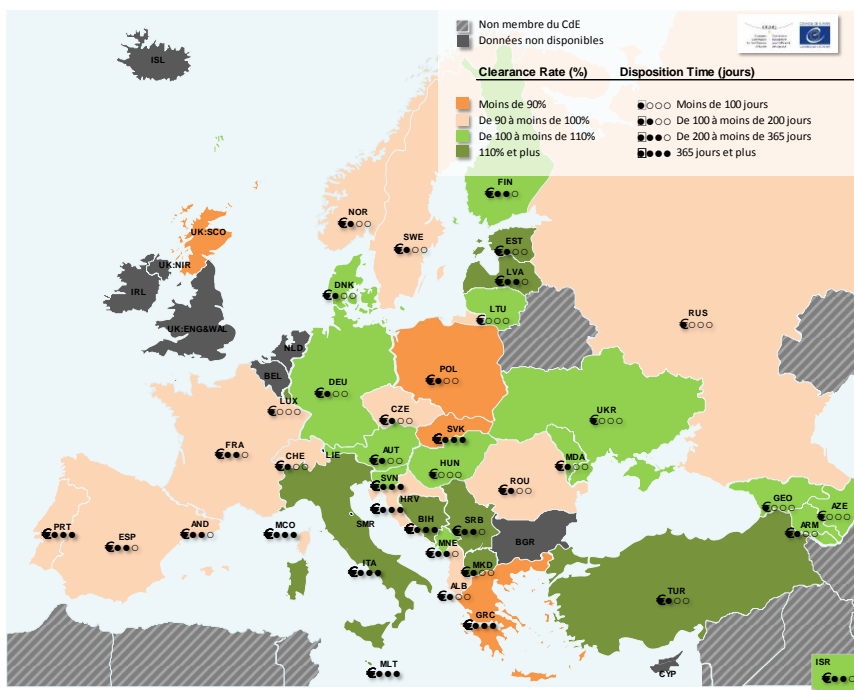 Non membre du CdE
Données non disponibles
Clearance Rate (%) Disposition Time (jours)
Moins de 90% Moins de 100 jours
De 90 à moins de 100% De 100 à moins de 200 jours
De 100 à moins de 110% De 200 à moins de 365 jours
110% et plus 365 jours et plus
ISL
FIN
NOR
SWE
UK:SCO
EST
UK:NIR
LVA
DNK
IRL
LTU
RUS
UK:ENG&WAL
NLD
POL
BEL
DEU
LUX
CZE
UKR
SVK
FRA
CHE
LIE
AUT
HUN
MDA
SVN
ROU
HRV
GEO
AZE
PRT
MCO
SMR
BIH
SRB
ARM
ESP
AND
MNE
BGR
ITA
MKD
ALB
TUR
GRC
MLT
CYP
ISR